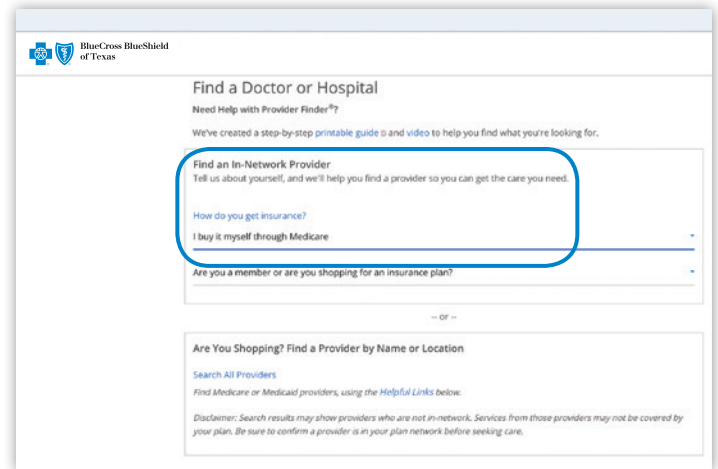 BlueCross BlueShield
of Texas
Find a Doctor or Hospital
Need Help with Provider Finder®?
We've created a step-by-step printable guide and video to help you find what you're looking for.
Find an In-Network Provider
Tell us about yourself, and we'll help you find a provider so you can get the care you need.
How do you get insurance?
I buy it myself through Medicare
Are you a member or are you shopping for an insurance plan?
-- or --
Are You Shopping? Find a Provider by Name or Location
Search All Providers
Find Medicare or Medicaid providers, using the Helpful Links below.
Disclaimer: Search results may show providers who are not in-network. Services from those providers may not be covered by
your plan. Be sure to confirm a provider is in your plan network before seeking care.